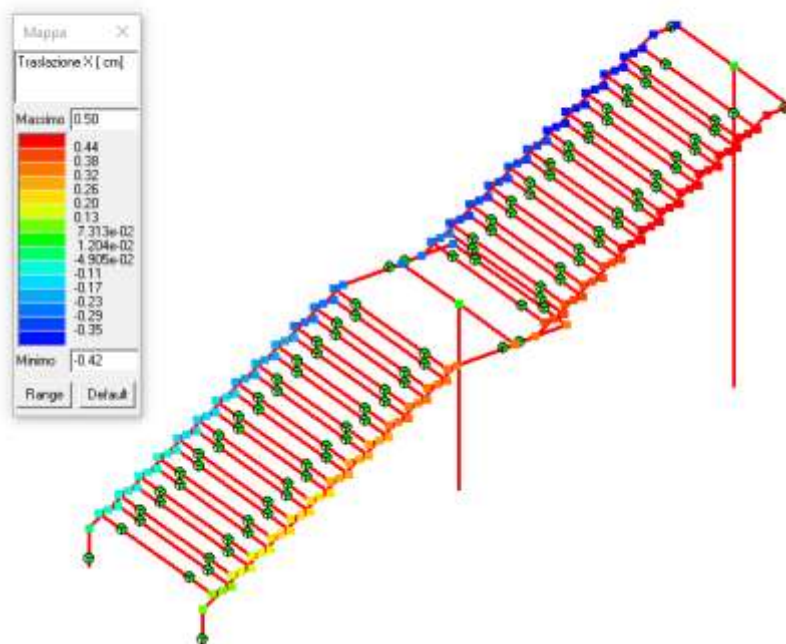 Mappa
Traslazione X [ cm]
Massimo 0.50
0.44
0.38
0.32
0.26
0.20
0.13
7.313e-02
1.204e-02
-4.905e-02
-0.11
-0.17
-0.23
-0.29
-0.35
Minimo -0.42
Range Default